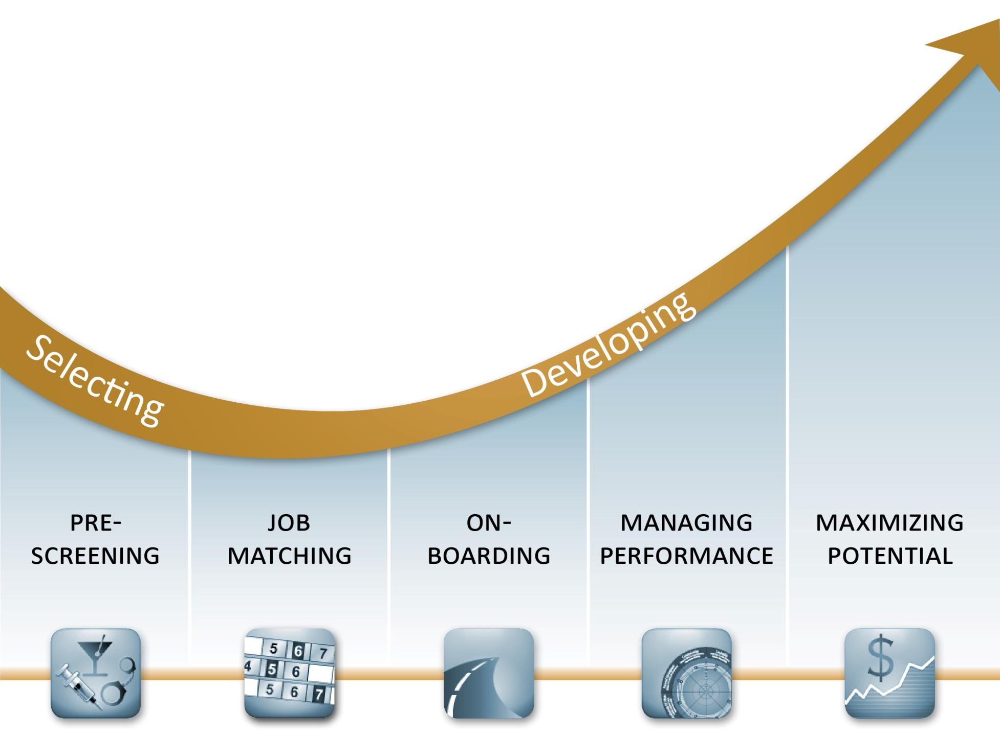 Selecting
Developing
PRE-
SCREENING
JOB
MATCHING
ON-
BOARDING
MANAGING
PERFORMANCE
MAXIMIZING
POTENTIAL
5 6 7
4 5 6
5 6 7
$